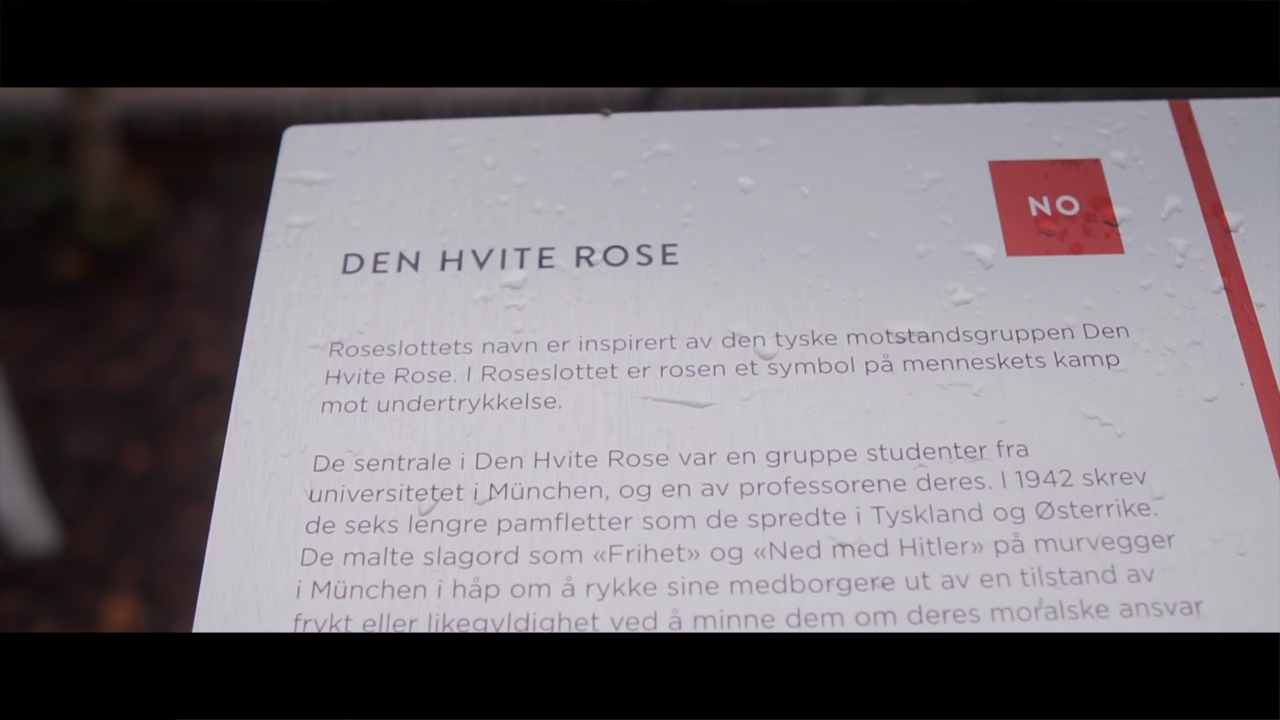 NO
DEN HVITE ROSE
Roseslottets navn er inspirert av den tyske motstandsgruppen Den
Hvite Rose. I Roseslottet er rosen et symbol på menneskets kamp
mot undertrykkelse.
De sentrale i Den Hvite Rose var en gruppe studenter fra
universitetet i München, og en av professorene deres. I 1942 skrev
de seks lengre pamfletter som de spredte i Tyskland og Østerrike.
De malte slagord som «Frihet» og «Ned med Hitler» på murvegger
i München i håp om å rykke sine medborgere ut av en tilstand av
frykt eller likegyldighet ved å minne dem om deres moralske ansvar